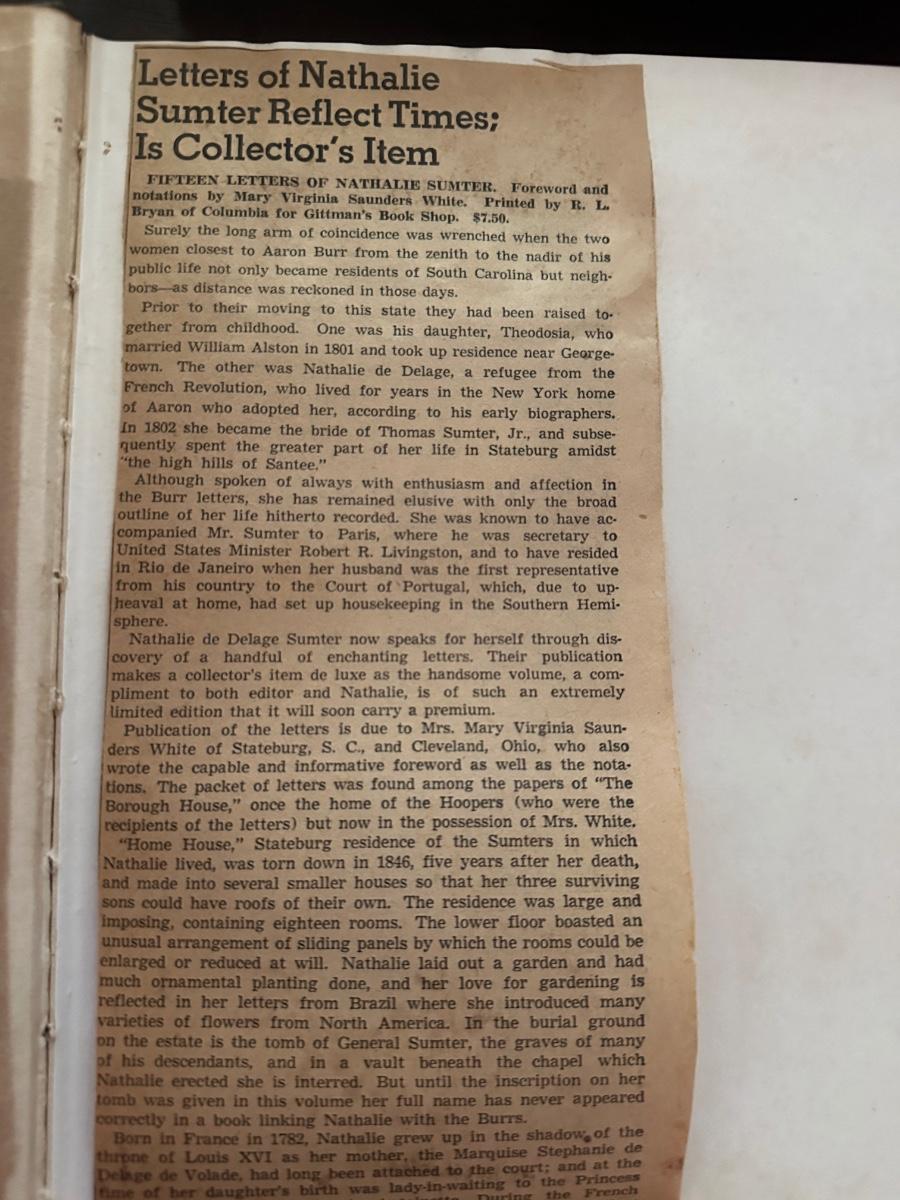 Letters of Nathalie
Sumter Reflect Times;
Is Collector's Item
FIFTEEN LETTERS OF NATHALIE SUMTER. Foreword and
notations by Mary Virginia Saunders White. Printed by R. L.
Bryan of Columbia for Gittman's Book Shop. $7.50.
Surely the long arm of coincidence was wrenched when the two
women closest to Aaron Burr from the zenith to the nadir of his
public life not only became residents of South Carolina but neigh-
bors—as distance was reckoned in those days.
Prior to their moving to this state they had been raised to-
gether from childhood. One was his daughter, Theodosia, who
married William Alston in 1801 and took up residence near George-
town. The other was Nathalie de Delage, a refugee from the
French Revolution, who lived for years in the New York home
of Aaron who adopted her, according to his early biographers.
In 1802 she became the bride of Thomas Sumter, Jr., and subse-
quently spent the greater part of her life in Stateburg amidst
"the high hills of Santee."
Although spoken of always with enthusiasm and affection in
the Burr letters, she has remained elusive with only the broad
outline of her life hitherto recorded. She was known to have ac-
companied Mr. Sumter to Paris, where he was secretary to
United States Minister Robert R. Livingston, and to have resided
in Rio de Janeiro when her husband was the first representative
from his country to the Court of Portugal, which, due to up-
heaval at home, had set up housekeeping in the Southern Hemi-
sphere.
Nathalie de Delage Sumter now speaks for herself through dis-
covery of a handful of enchanting letters. Their publication
makes a collector's item de luxe as the handsome volume, a com-
pliment to both editor and Nathalie, is of such an extremely
limited edition that it will soon carry a premium.
Publication of the letters is due to Mrs. Mary Virginia Saun-
ders White of Stateburg, S. C., and Cleveland, Ohio, who also
wrote the capable and informative foreword as well as the nota-
tions. The packet of letters was found among the papers of "The
Borough House," once the home of the Hoopers (who were the
recipients of the letters) but now in the possession of Mrs. White.
"Home House," Stateburg residence of the Sumters in which
Nathalie lived, was torn down in 1846, five years after her death,
and made into several smaller houses so that her three surviving
sons could have roofs of their own. The residence was large and
imposing, containing eighteen rooms. The lower floor boasted an
unusual arrangement of sliding panels by which the rooms could be
enlarged or reduced at will. Nathalie laid out a garden and had
much ornamental planting done, and her love for gardening is
reflected in her letters from Brazil where she introduced many
varieties of flowers from North America. In the burial ground
on the estate is the tomb of General Sumter, the graves of many
of his descendants, and in a vault beneath the chapel which
Nathalie erected she is interred. But until the inscription on her
tomb was given in this volume her full name has never appeared
correctly in a book linking Nathalie with the Burrs.
Born in France in 1782, Nathalie grew up in the shadow of the
throne of Louis XVI as her mother, the Marquise Stephanie de
Delage de Volade, had long been attached to the court; and at the
time of her daughter's birth was lady-in-waiting to the Princess
During the French